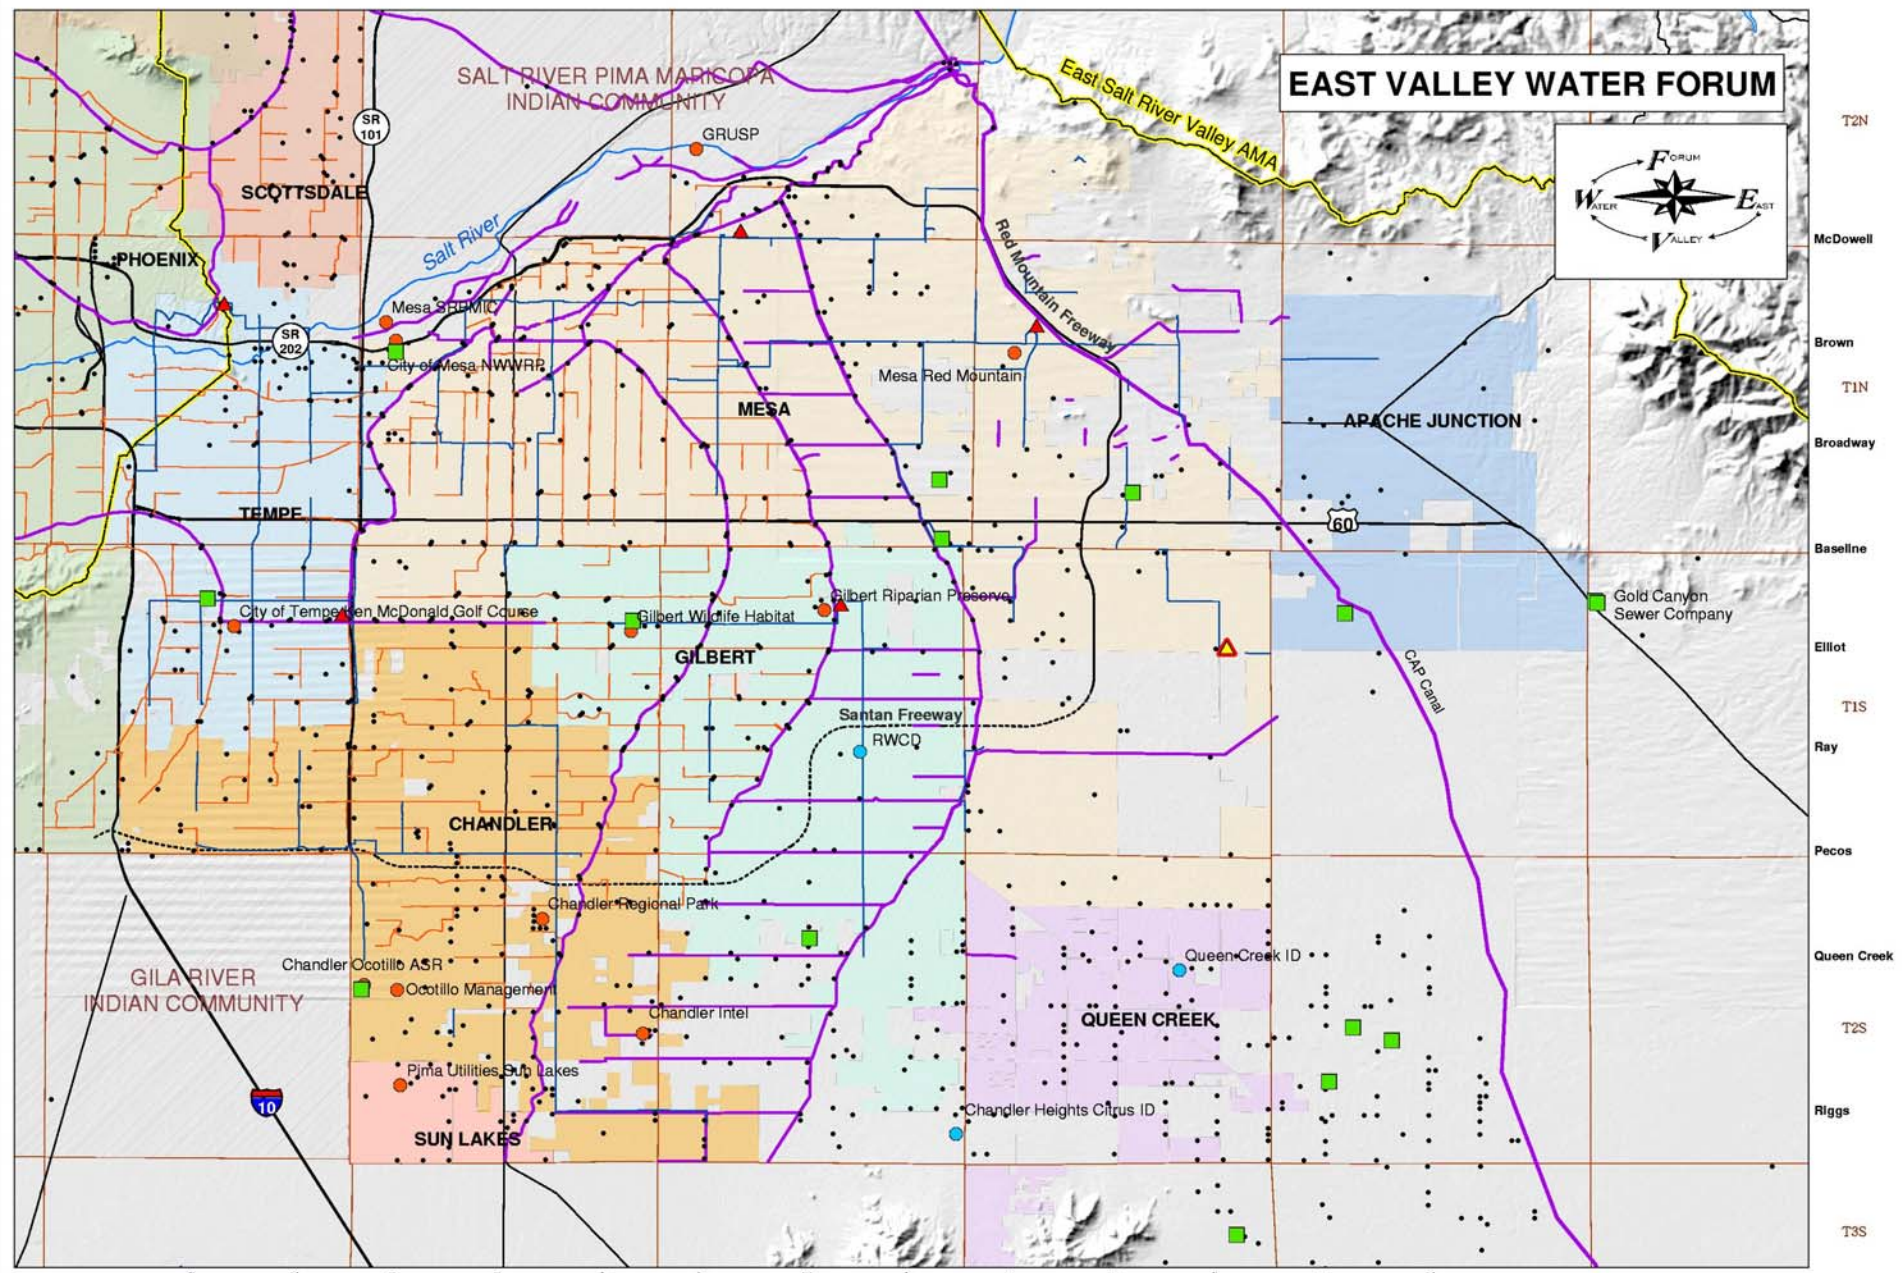 SALT RIVER PIMA MARICOPA
INDIAN COMMUNITY
EAST VALLEY WATER FORUM
East Salt River Valley AMA
T2N
SR
101
GRUSP
FORUM
WATER
EAST
VALLEY
SCOTTSDALE
Salt River
Red Mountain Freeway
McDowell
PHOENIX
Mesa SRPMIC
SR
202
City of Mesa NWWRP
Brown
Mesa Red Mountain
T1N
MESA
APACHE JUNCTION
Broadway
TEMPE
60
Baseline
City of Tempe Ken McDonald Golf Course
Gilbert Wildlife Habitat
Gilbert Riparian Preserve
Gold Canyon
Sewer Company
GILBERT
Elliot
CAP Canal
Santan Freeway
T1S
RWCD
Ray
CHANDLER
Pecos
Chandler Regional Park
Chandler Ocotillo ASR
Queen Creek ID
Queen Creek
GILA RIVER
INDIAN COMMUNITY
Ocotillo Management
Chandler Intel
QUEEN CREEK
T2S
Pima Utilities Sun Lakes
10
Chandler Heights Citrus ID
Riggs
SUN LAKES
T3S